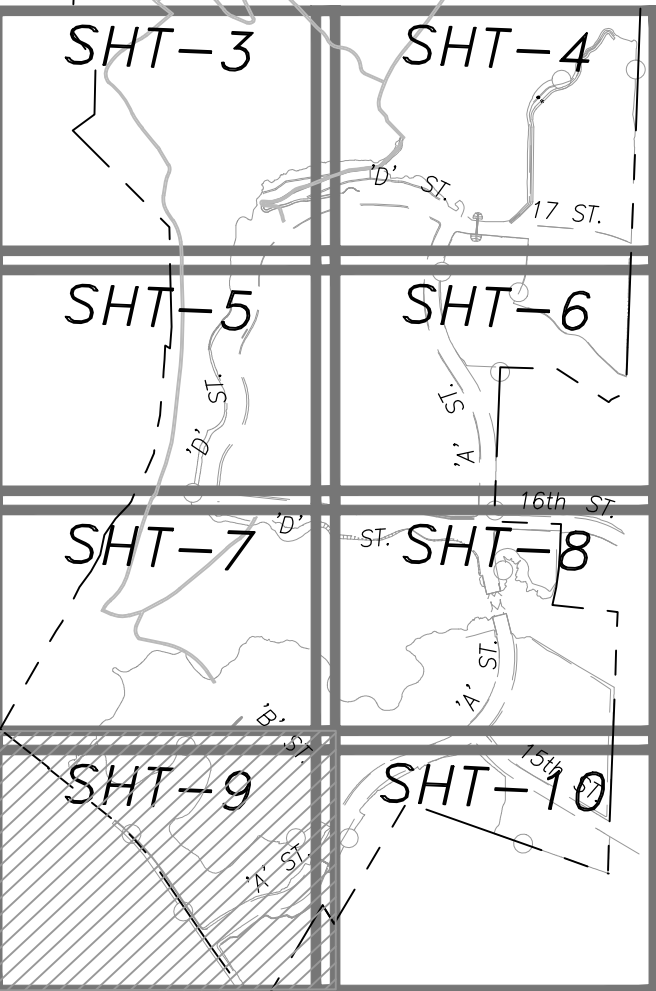 SHT-3
SHT-4
'D' ST.
17 ST.
SHT-5
SHT-6
'D' ST.
'A' ST.
16th ST.
'D' ST.
SHT-7
SHT-8
'A' ST.
'B' ST.
15th ST.
SHT-9
SHT-10
'A' ST.